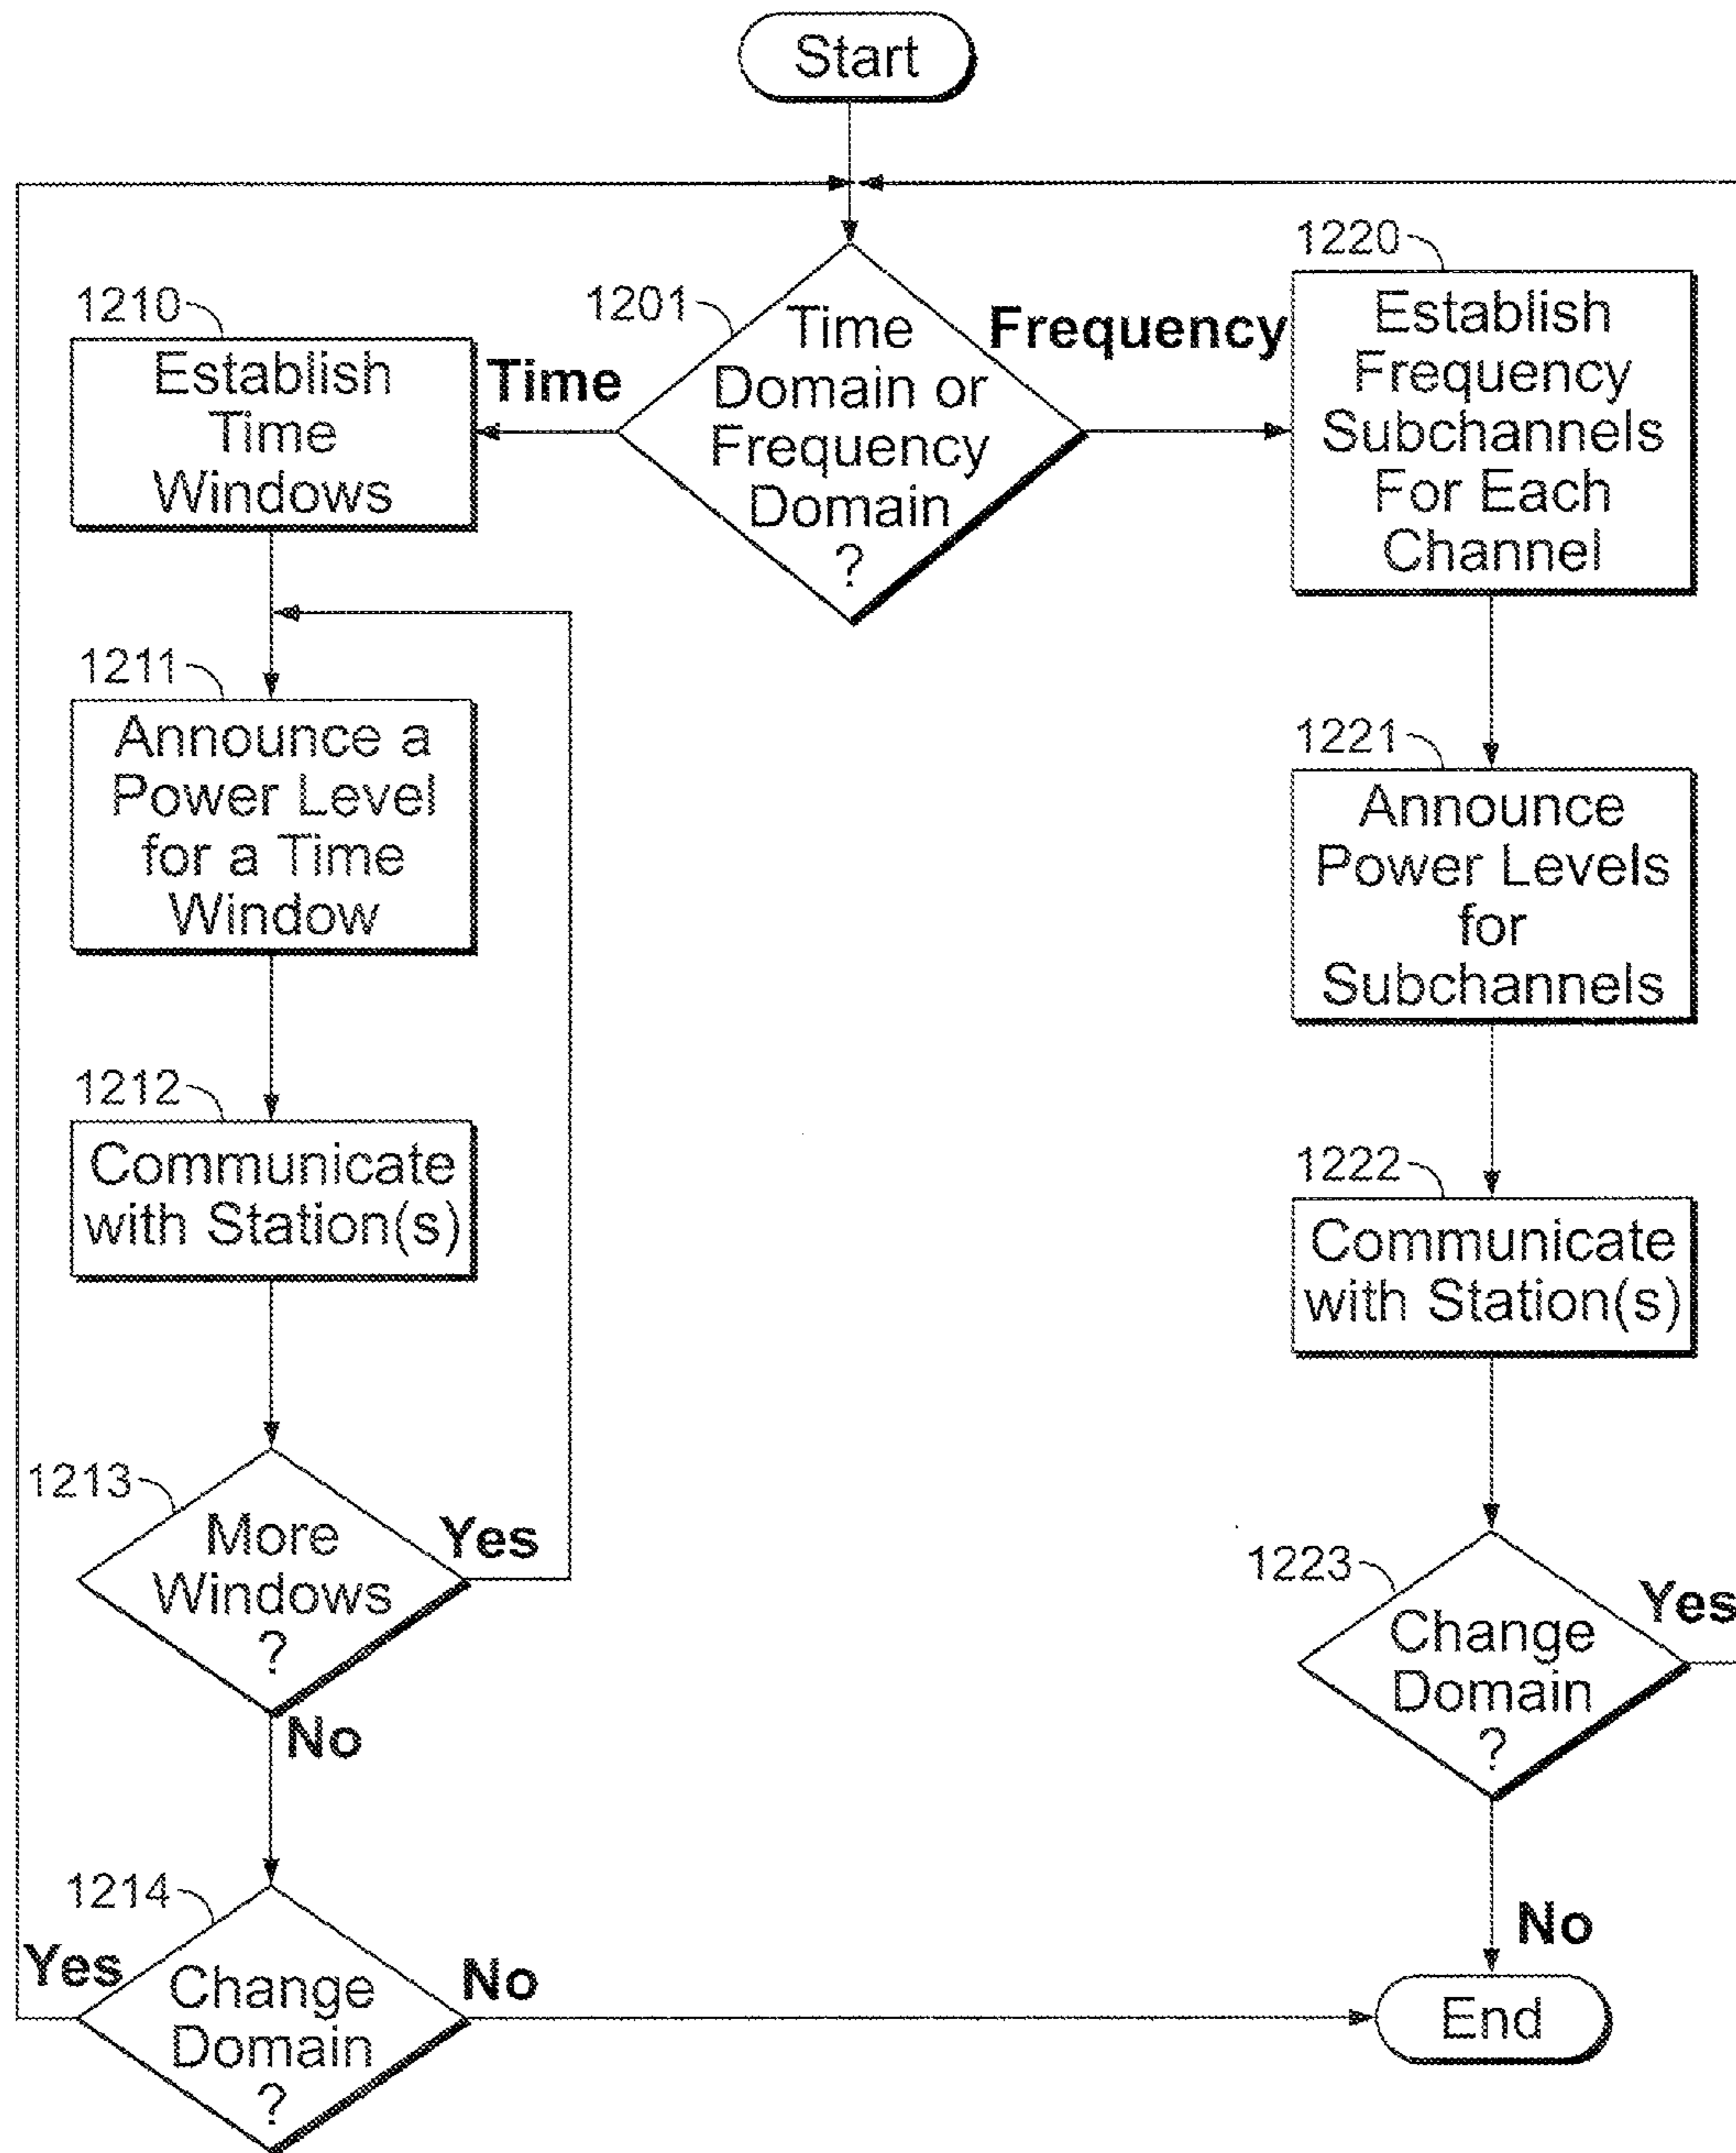 Start
1201
Time
Domain or
Frequency
Domain
?
Time
Frequency
1210
Establish
Time
Windows
1211
Announce a
Power Level
for a Time
Window
1212
Communicate
with Station(s)
1213
More
Windows
?
Yes
No
1214
Change
Domain
?
Yes
No
1220
Establish
Frequency
Subchannels
For Each
Channel
1221
Announce
Power Levels
for
Subchannels
1222
Communicate
with Station(s)
1223
Change
Domain
?
Yes
No
End